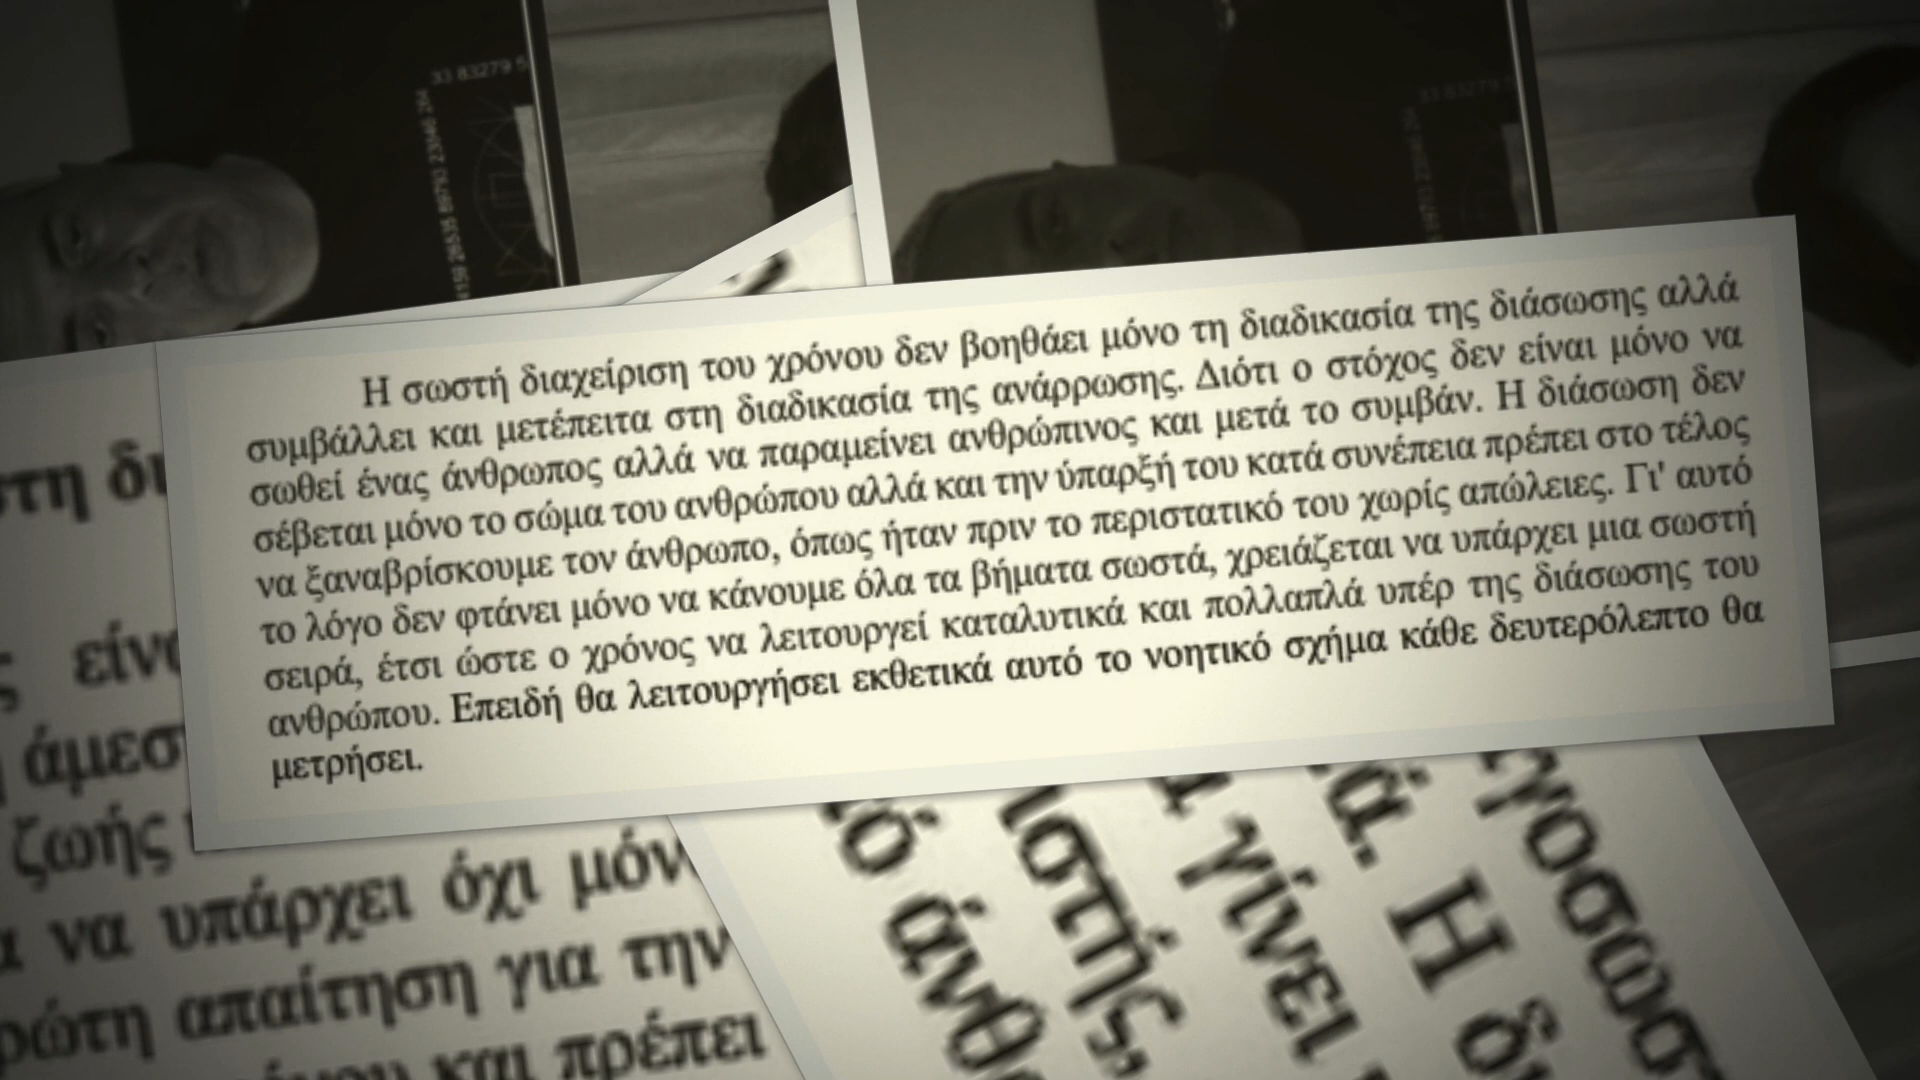 Η σωστή διαχείριση του χρόνου δεν βοηθάει μόνο τη διαδικασία της διάσωσης αλλά
συμβάλλει και μετέπειτα στη διαδικασία της ανάρρωσης. Διότι ο στόχος δεν είναι μόνο να
σωθεί ένας άνθρωπος αλλά να παραμείνει ανθρώπινος και μετά το συμβάν. Η διάσωση δεν
σέβεται μόνο το σώμα του ανθρώπου αλλά και την ύπαρξή του κατά συνέπεια πρέπει στο τέλος
να ξαναβρίσκουμε τον άνθρωπο, όπως ήταν πριν το περιστατικό του χωρίς απώλειες. Γι' αυτό
το λόγο δεν φτάνει μόνο να κάνουμε όλα τα βήματα σωστά, χρειάζεται να υπάρχει μια σωστή
σειρά, έτσι ώστε ο χρόνος να λειτουργεί καταλυτικά και πολλαπλά υπέρ της διάσωσης του
ανθρώπου. Επειδή θα λειτουργήσει εκθετικά αυτό το νοητικό σχήμα κάθε δευτερόλεπτο θα
μετρήσει.
33 83279 5
ζωής
να υπάρχει όχι
απαίτηση για την
και πρέπει
γίνει
Η